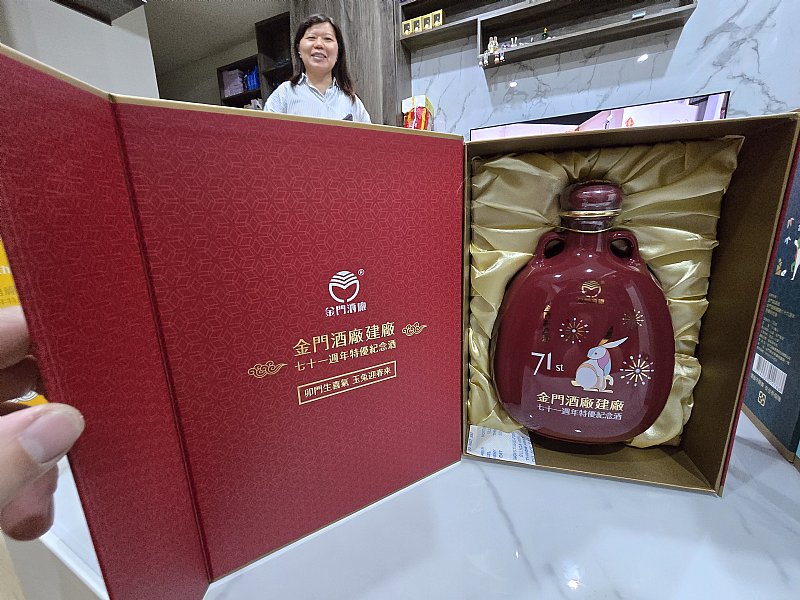 ®
金門酒廠
金門酒廠建廠
七十一週年特優紀念酒
卯門生喜氣 玉兔迎春來
71st
金門酒廠建廠
七十一週年特優紀念酒